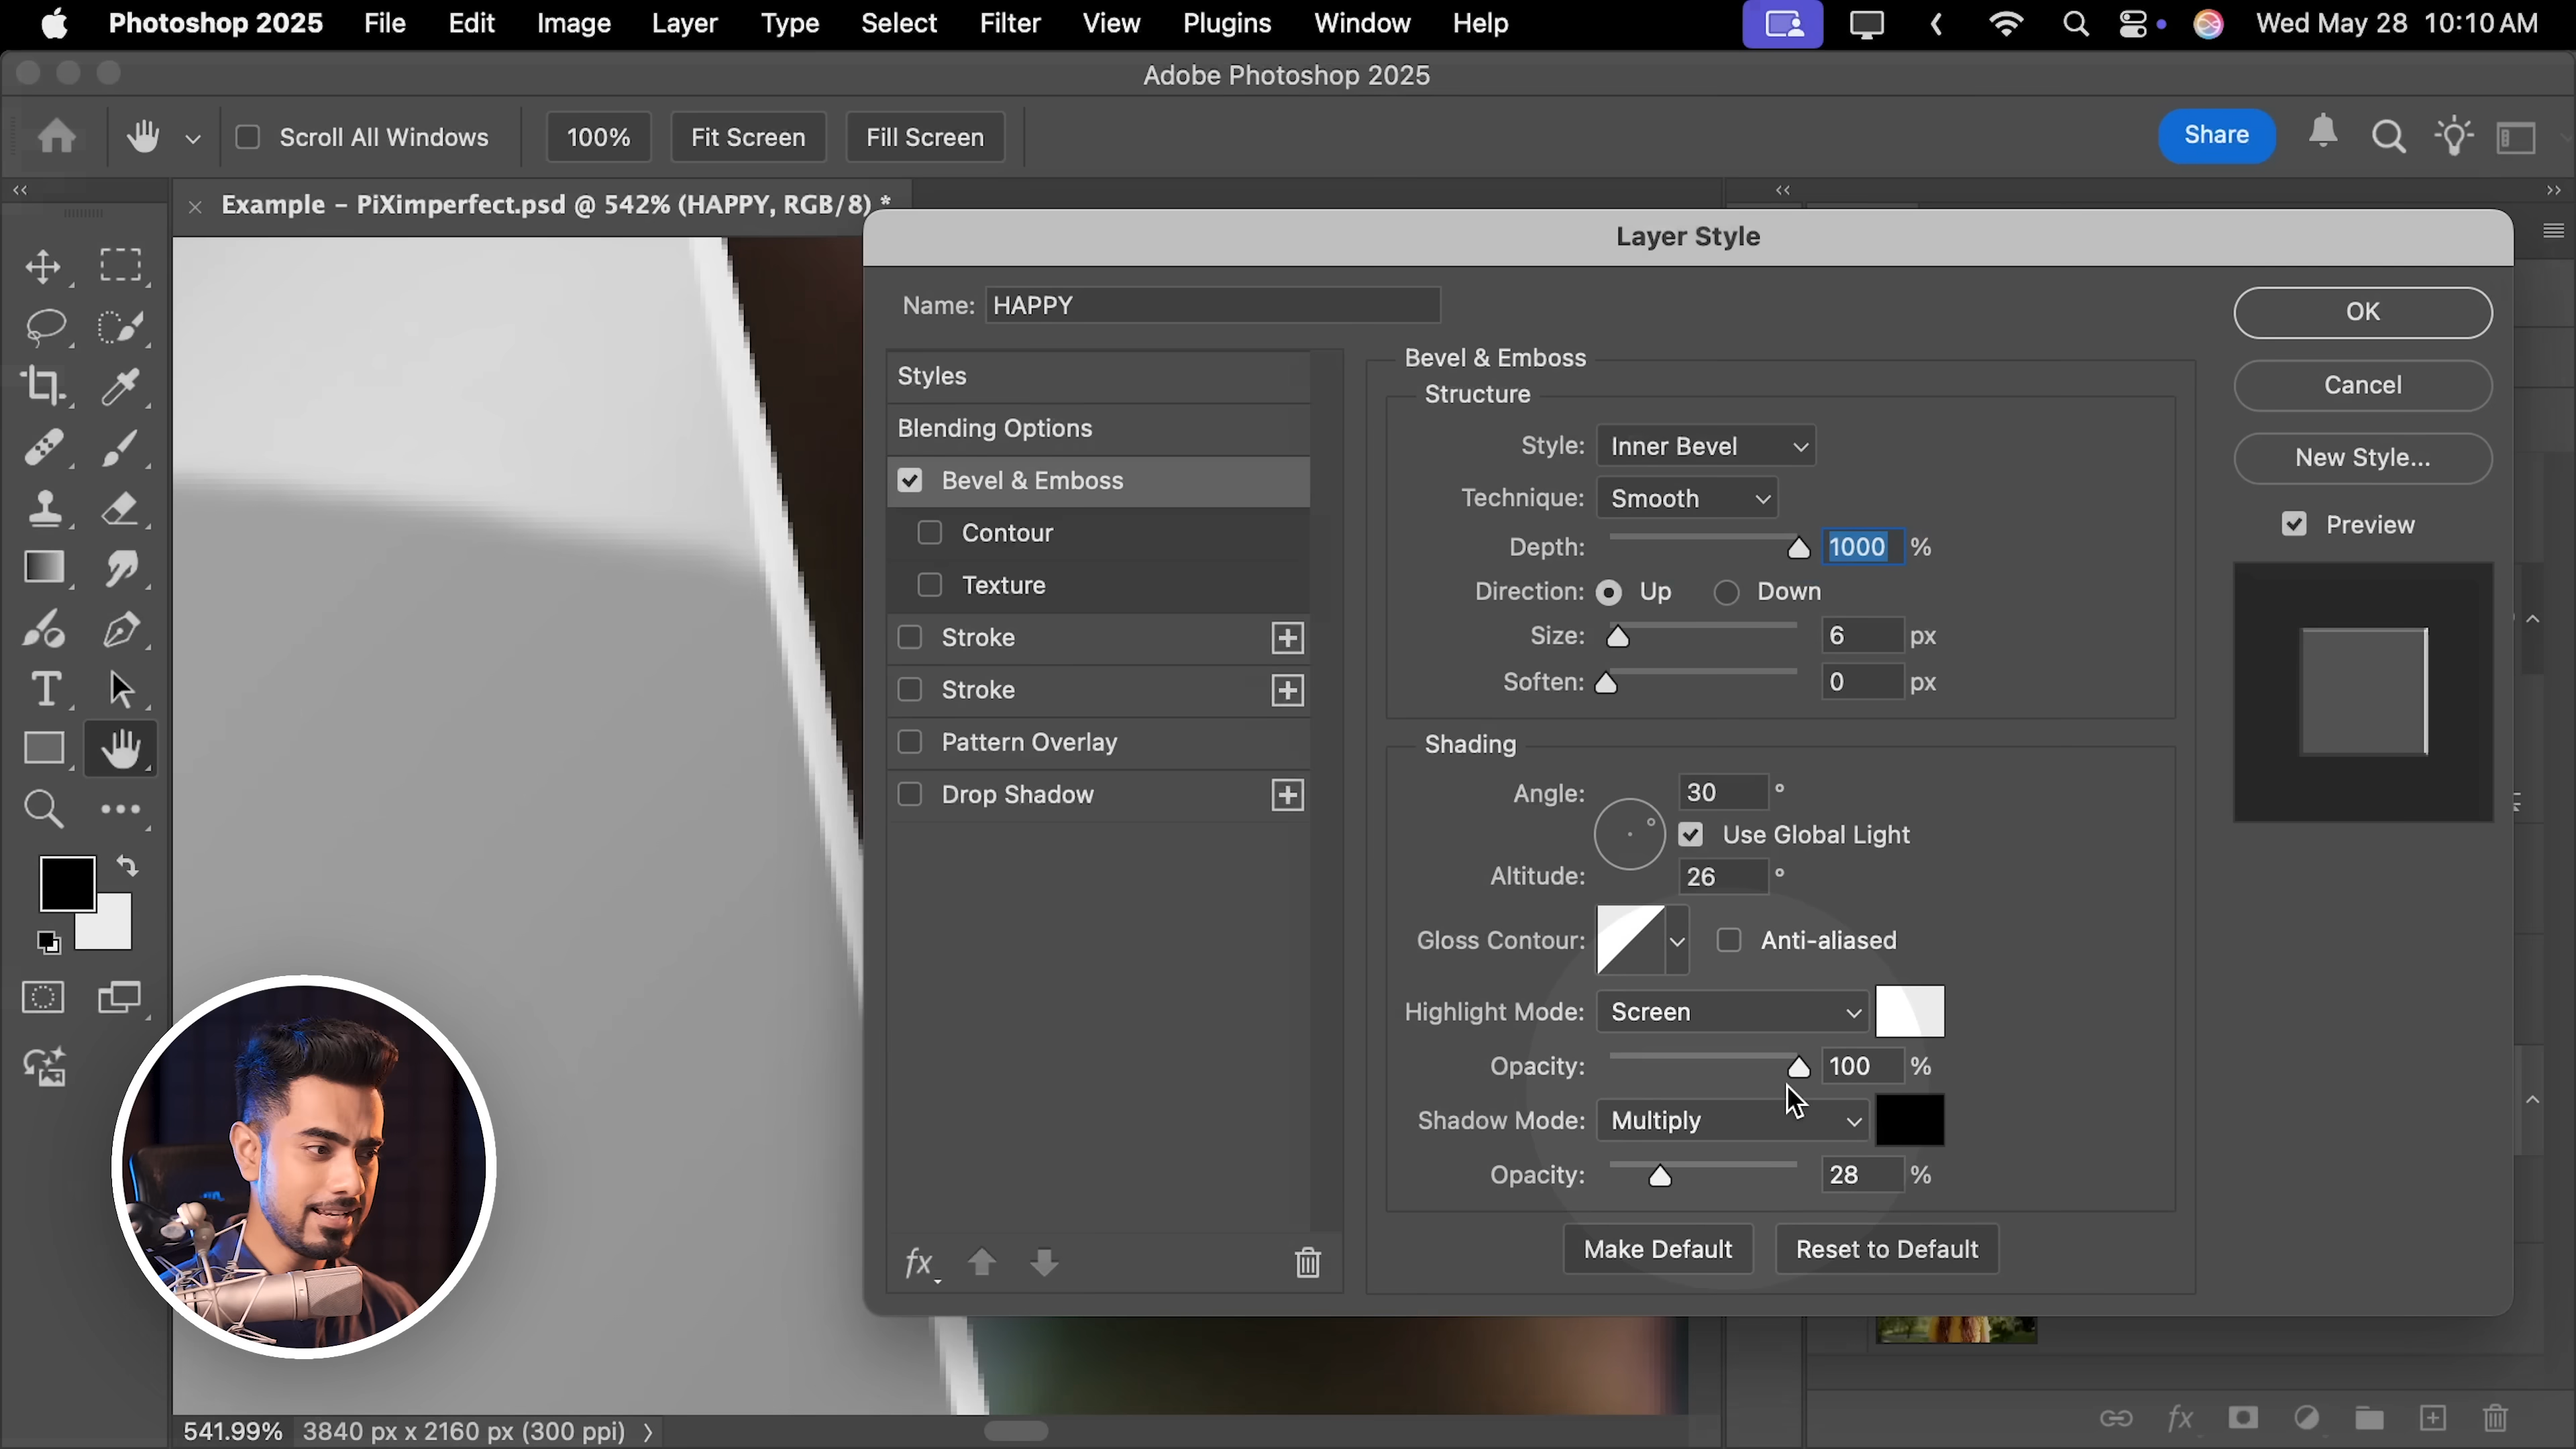 Photoshop 2025 File Edit Image Layer Type Select Filter View Plugins Window Help Wed May 28 10:10 AM
Adobe Photoshop 2025
Scroll All Windows 100% Fit Screen Fill Screen Share
Example – PiXimperfect.psd @ 542% (HAPPY, RGB/8) *
Layer Style
Name: HAPPY
OK
Cancel
New Style...
Preview
Styles
Blending Options
Bevel & Emboss
Contour
Texture
Stroke
Stroke
Pattern Overlay
Drop Shadow
fx
Bevel & Emboss
Structure
Style: Inner Bevel
Technique: Smooth
Depth: 1000 %
Direction: Up Down
Size: 6 px
Soften: 0 px
Shading
Angle: 30 °
Use Global Light
Altitude: 26 °
Gloss Contour: Anti-aliased
Highlight Mode: Screen
Opacity: 100 %
Shadow Mode: Multiply
Opacity: 28 %
Make Default Reset to Default
541.99% 3840 px x 2160 px (300 ppi)
fx